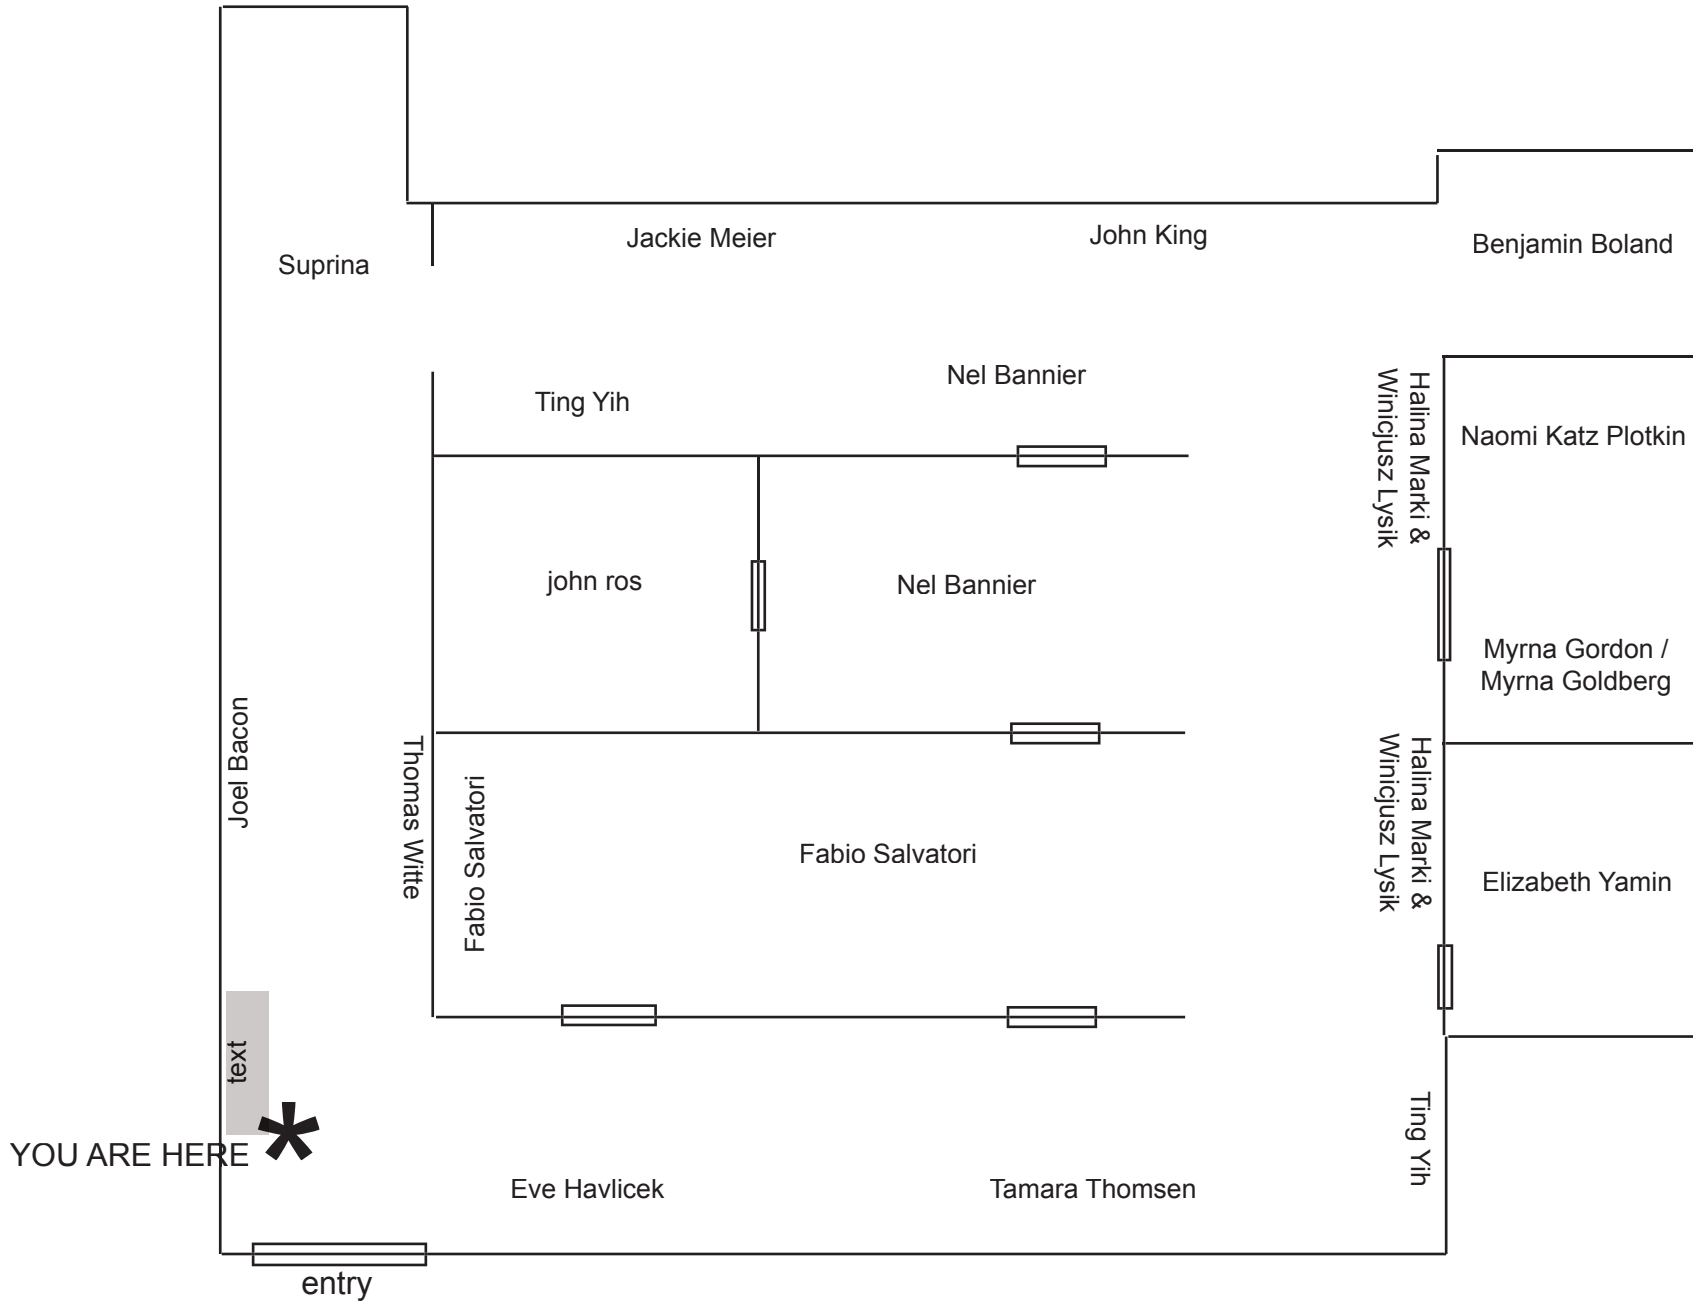 Jackie Meier
John King
Benjamin Boland
Suprina
Nel Bannier
Ting Yih
Halina Marki &
Winicjusz Lysik
Naomi Katz Plotkin
john ros
Nel Bannier
Myrna Gordon /
Myrna Goldberg
Joel Bacon
Thomas Witte
Fabio Salvatori
Fabio Salvatori
Halina Marki &
Winicjusz Lysik
Elizabeth Yamin
text
YOU ARE HERE *
Ting Yih
Eve Havlicek
Tamara Thomsen
entry